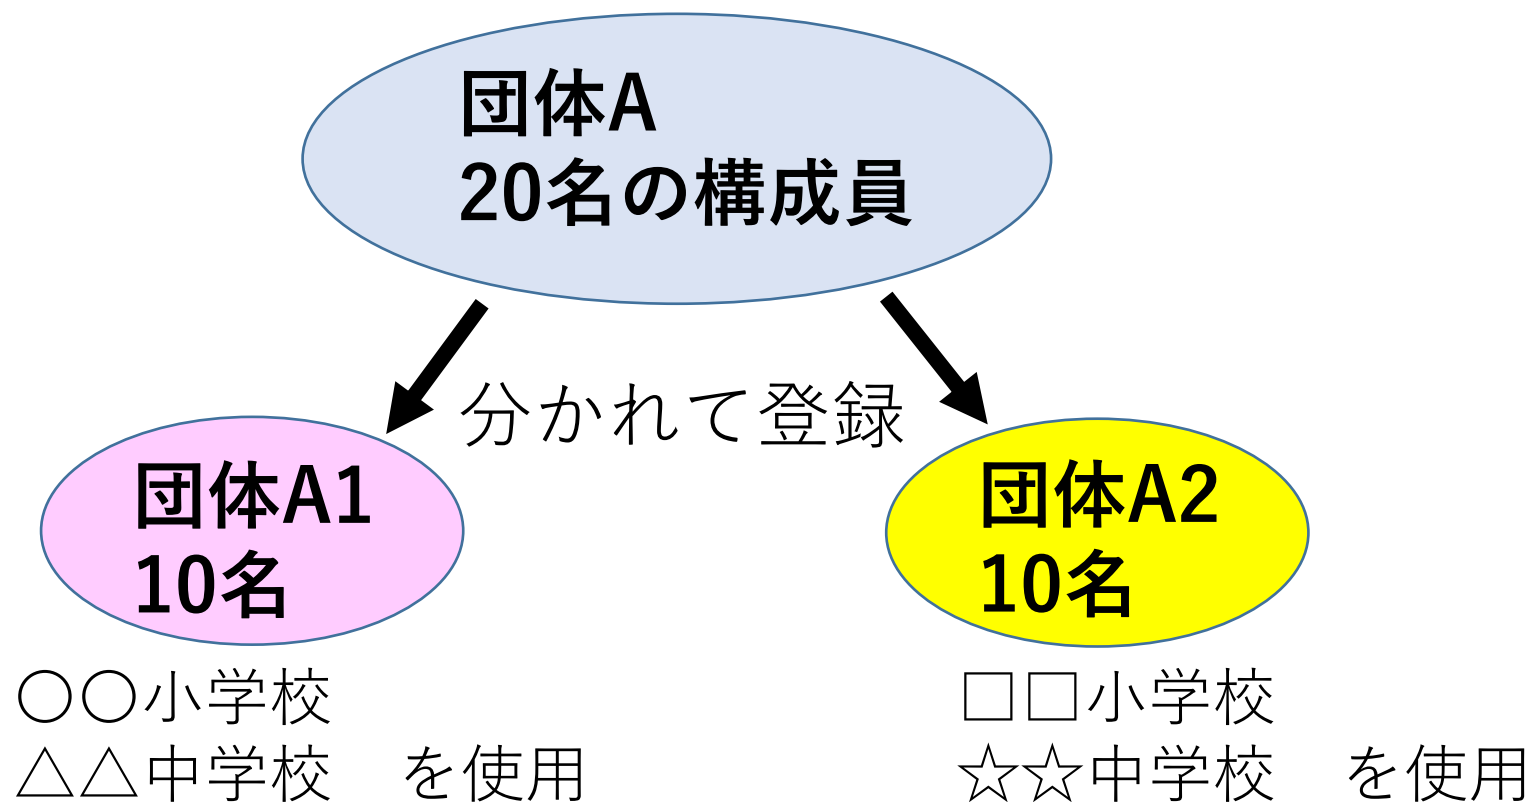 団体A
20名の構成員
分かれて登録
団体A1
10名
団体A2
10名
〇〇小学校
△△中学校　を使用
□□小学校
☆☆中学校　を使用